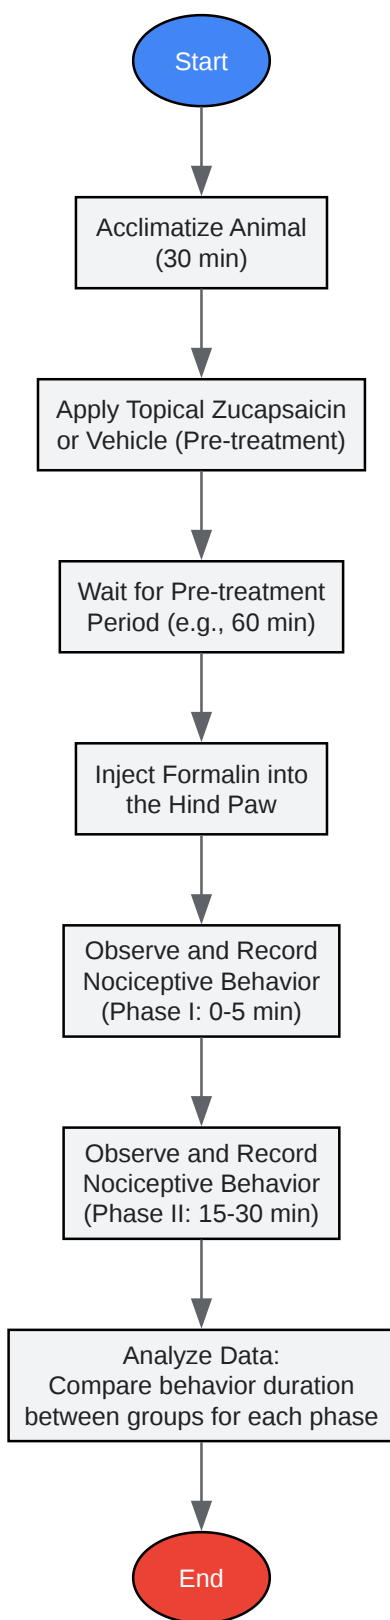 Start
Acclimatize Animal
(30 min)
Apply Topical Zucapsaicin
or Vehicle (Pre-treatment)
Wait for Pre-treatment
Period (e.g., 60 min)
Inject Formalin into
the Hind Paw
Observe and Record
Nociceptive Behavior
(Phase I: 0-5 min)
Observe and Record
Nociceptive Behavior
(Phase II: 15-30 min)
Analyze Data:
Compare behavior duration
between groups for each phase
End